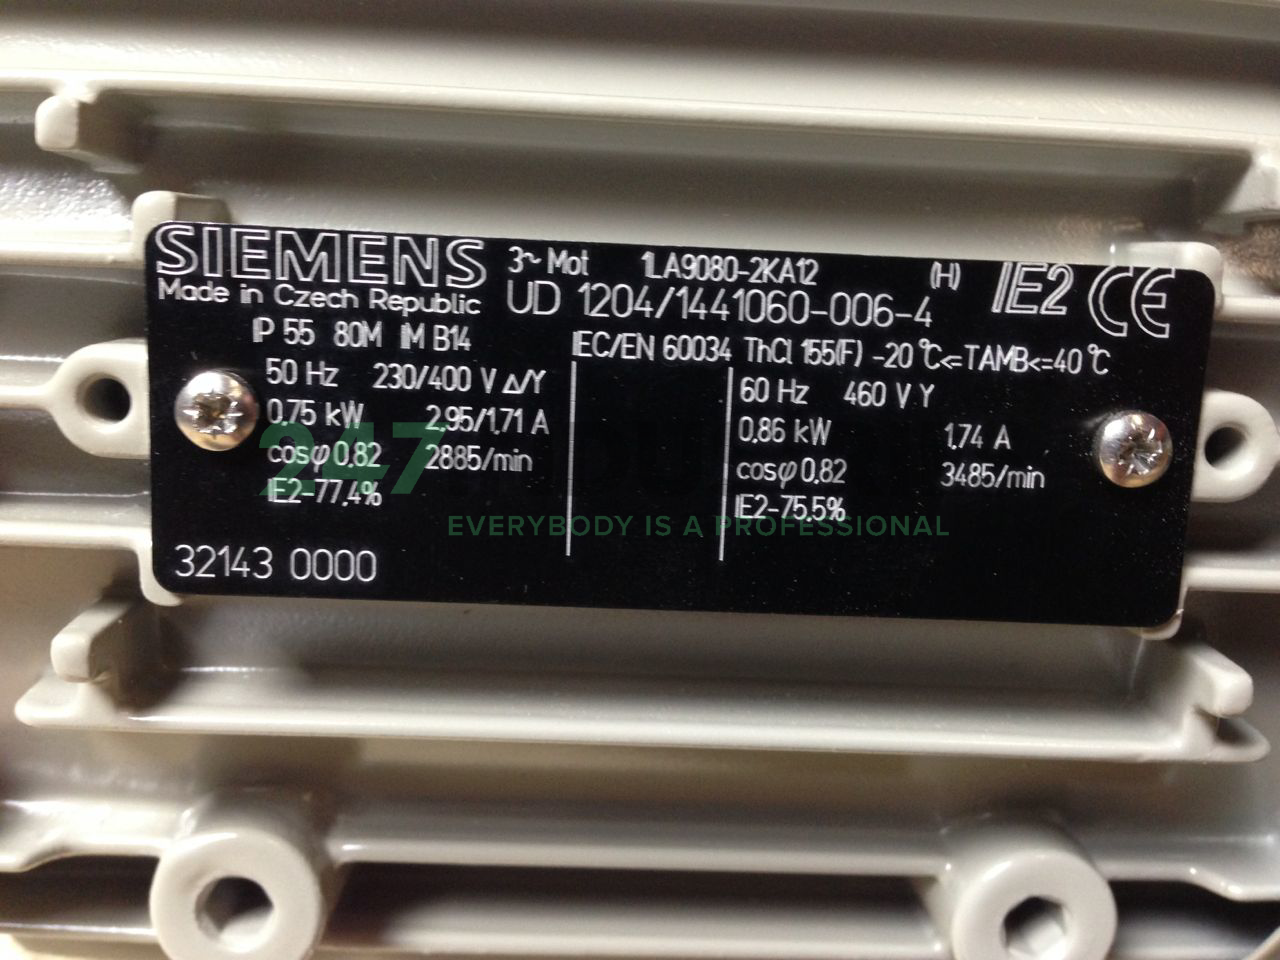 SIEMENS 3~ Mot 1LA9080-2KA12 (H) IE2 CE
Made in Czech Republic UD 1204/1441060-006-4
IP 55 80M IM B14 IEC/EN 60034 ThCl 155(F) -20 °C<=TAMB<=40 °C
50 Hz 230/400 V Δ/Y 60 Hz 460 V Y
0,75 kW 2,95/1,71 A 0,86 kW 1,74 A
cosφ 0,82 2885/min cosφ 0,82 3485/min
IE2-77,4% IE2-75,5%
247
EVERYBODY IS A PROFESSIONAL
32143 0000